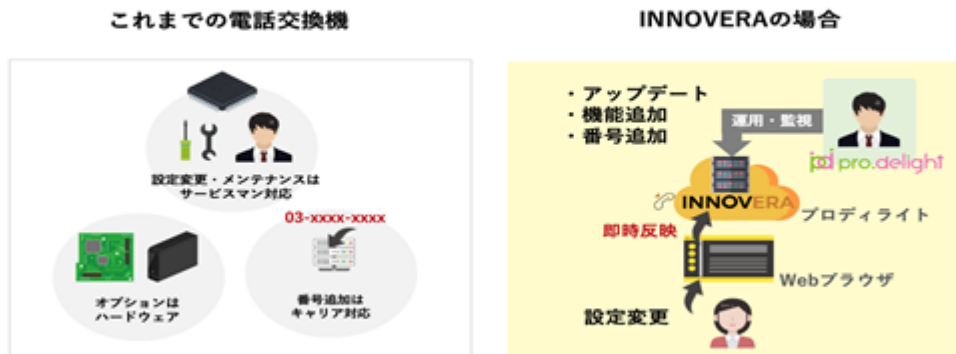 これまでの電話交換機
設定変更・メンテナンスは
サービスマン対応
03-xxxx-xxxx
オプションは
ハードウェア
番号追加は
キャリア対応
INNOVERAの場合
・アップデート
・機能追加
・番号追加
運用・監視
pd pro.delight
INNOVERA
プロディライト
即時反映
Webブラウザ
設定変更